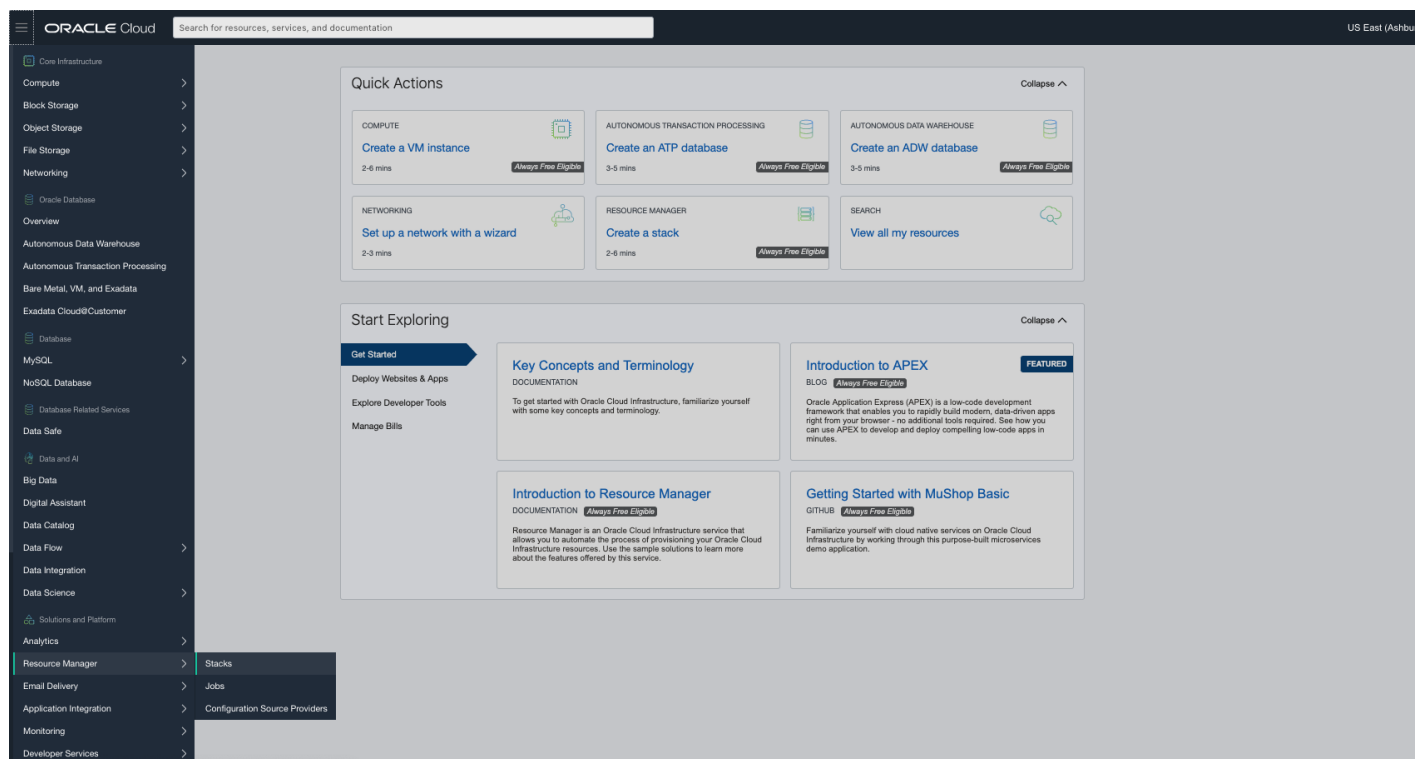 ORACLE Cloud
Search for resources, services, and documentation
US East (Ashbu
Core Infrastructure
Compute
Block Storage
Object Storage
File Storage
Networking
Oracle Database
Overview
Autonomous Data Warehouse
Autonomous Transaction Processing
Bare Metal, VM, and Exadata
Exadata Cloud@Customer
Database
MySQL
NoSQL Database
Database Related Services
Data Safe
Data and AI
Big Data
Digital Assistant
Data Catalog
Data Flow
Data Integration
Data Science
Solutions and Platform
Analytics
Resource Manager
Email Delivery
Application Integration
Monitoring
Developer Services
Stacks
Jobs
Configuration Source Providers
Quick Actions
Collapse
COMPUTE
Create a VM instance
2-6 mins
Always Free Eligible
AUTONOMOUS TRANSACTION PROCESSING
Create an ATP database
3-5 mins
Always Free Eligible
AUTONOMOUS DATA WAREHOUSE
Create an ADW database
3-5 mins
Always Free Eligible
NETWORKING
Set up a network with a wizard
2-3 mins
RESOURCE MANAGER
Create a stack
2-6 mins
Always Free Eligible
SEARCH
View all my resources
Start Exploring
Collapse
Get Started
Deploy Websites & Apps
Explore Developer Tools
Manage Bills
Key Concepts and Terminology
DOCUMENTATION
To get started with Oracle Cloud Infrastructure, familiarize yourself
with some key concepts and terminology.
Introduction to APEX
FEATURED
BLOG Always Free Eligible
Oracle Application Express (APEX) is a low-code development
framework that enables you to rapidly build modern, data-driven apps
right from your browser - no additional tools required. See how you
can use APEX to develop and deploy compelling low-code apps in
minutes.
Introduction to Resource Manager
DOCUMENTATION Always Free Eligible
Resource Manager is an Oracle Cloud Infrastructure service that
allows you to automate the process of provisioning your Oracle Cloud
Infrastructure resources. Use the sample solutions to learn more
about the features offered by this service.
Getting Started with MuShop Basic
GITHUB Always Free Eligible
Familiarize yourself with cloud native services on Oracle Cloud
Infrastructure by working through this purpose-built microservices
demo application.